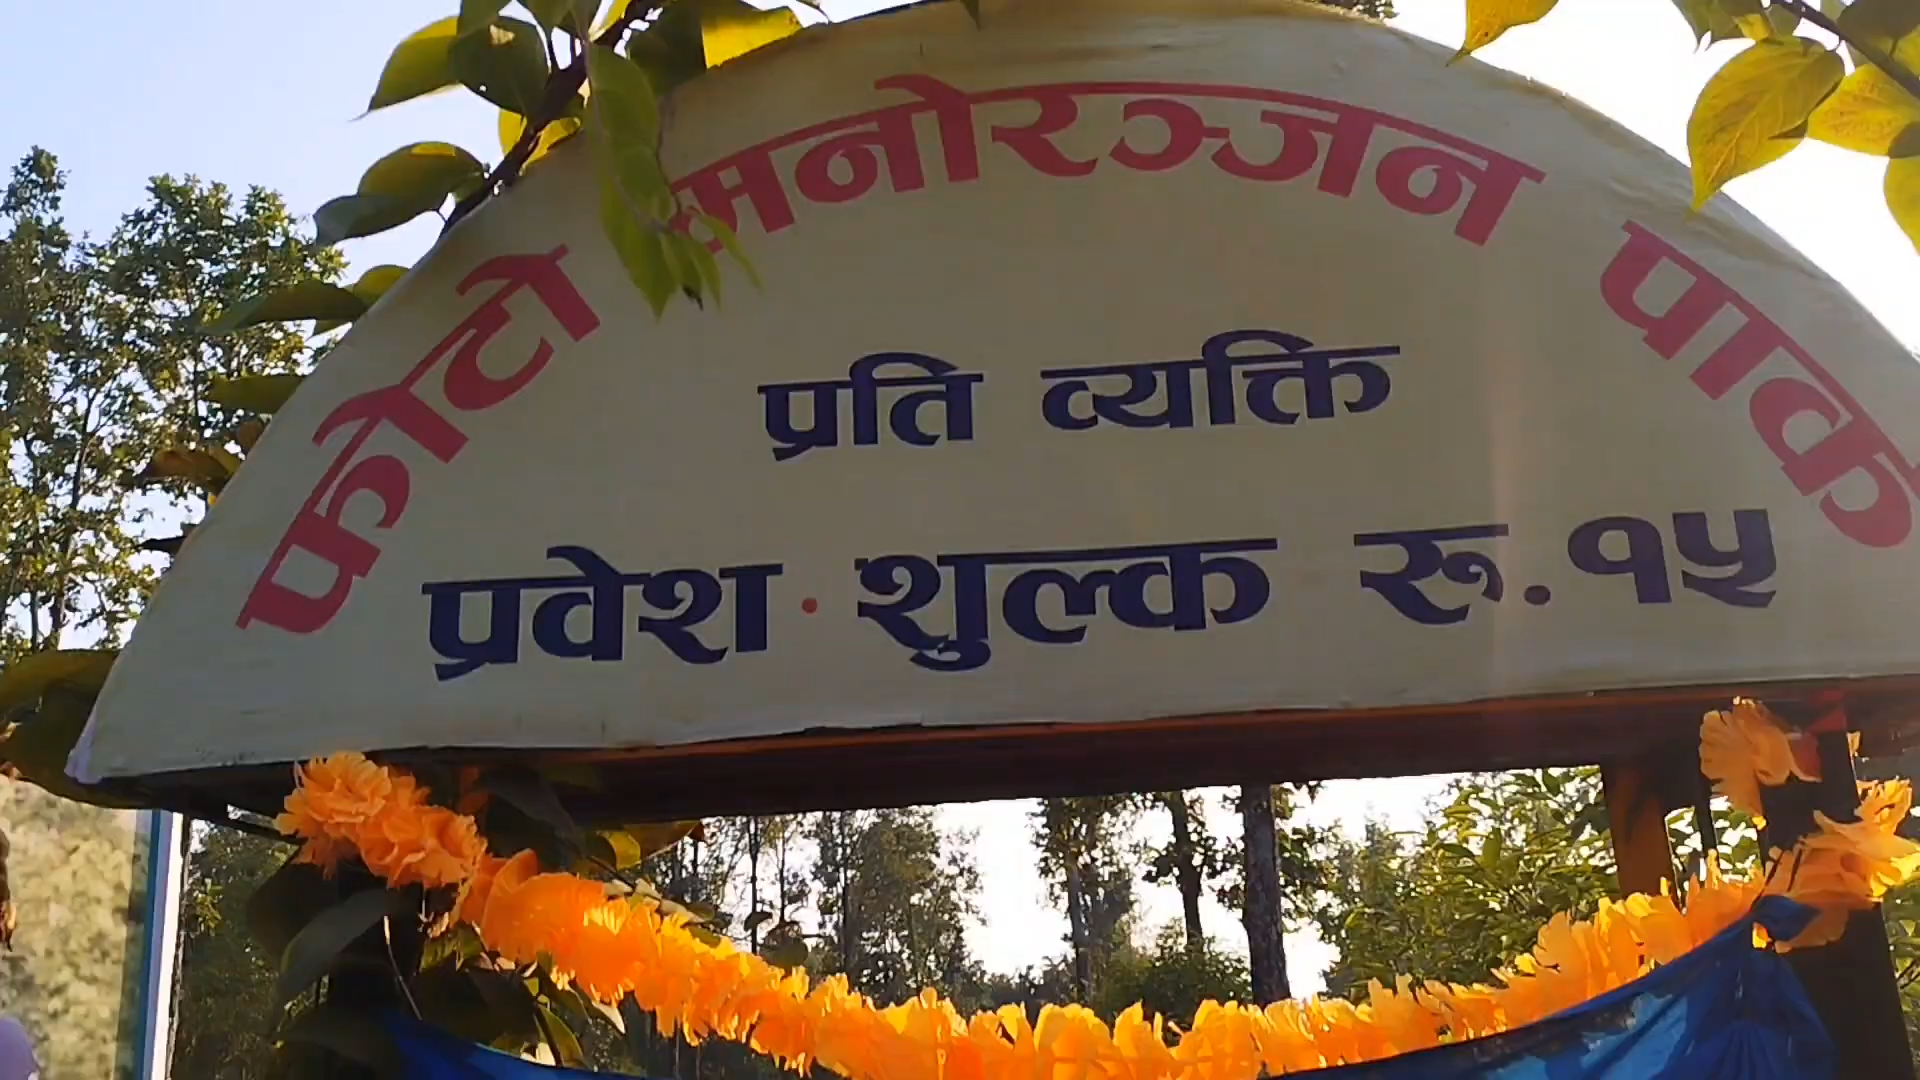 फोटो मनोरञ्जन पार्क
प्रति व्यक्ति
प्रवेश शुल्क रू. १५